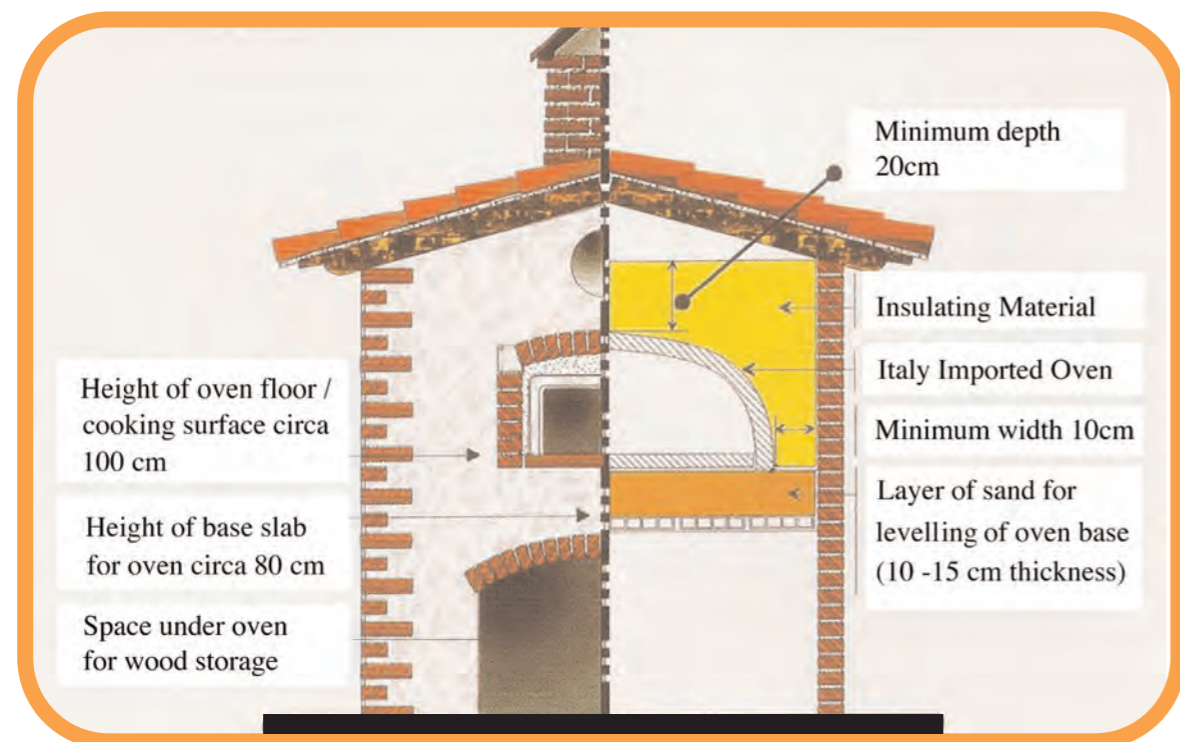 Minimum depth
20cm
Insulating Material
Italy Imported Oven
Minimum width 10cm
Layer of sand for
levelling of oven base
(10 -15 cm thickness)
Height of oven floor /
cooking surface circa
100 cm
Height of base slab
for oven circa 80 cm
Space under oven
for wood storage